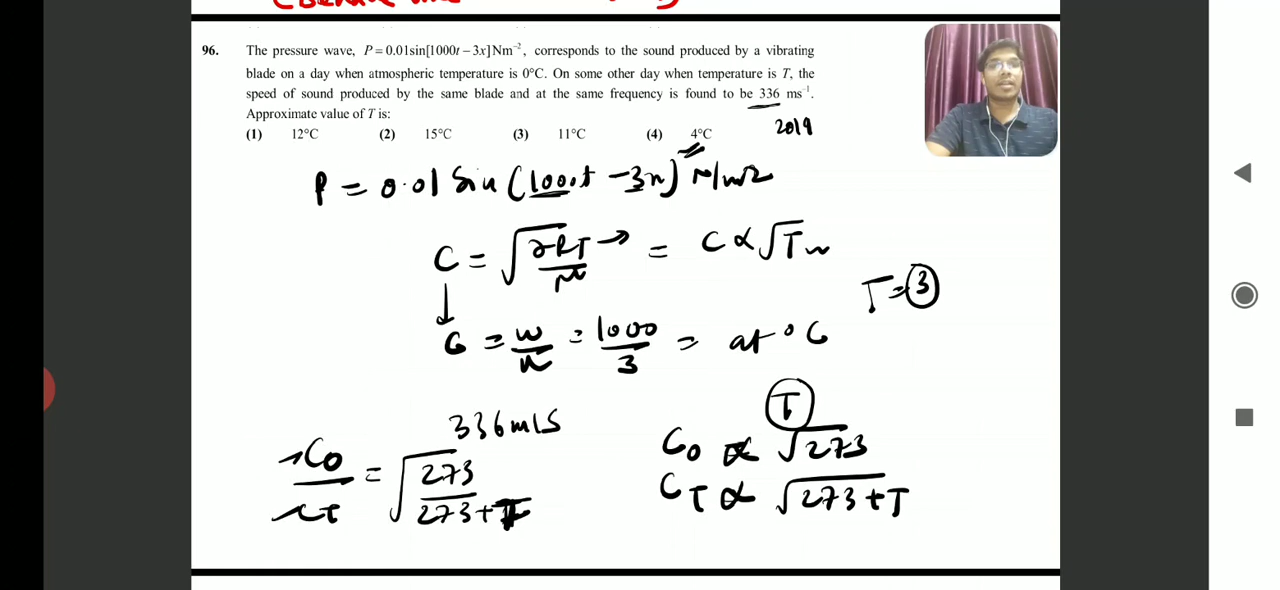 96. The pressure wave, P = 0.01 sin[1000t – 3x] Nm⁻², corresponds to the sound produced by a vibrating
blade on a day when atmospheric temperature is 0°C. On some other day when temperature is T, the
speed of sound produced by the same blade and at the same frequency is found to be 336 ms⁻¹.
Approximate value of T is:
(1) 12°C (2) 15°C (3) 11°C (4) 4°C
2019
P = 0.01 Sin (1000t - 3x) N/m2
C = √γRT/M → = C ∝ √T
T = 3
C = w/k = 1000/3 = at 0 C
336 m/s
T
C0 ∝ √273
CT ∝ √273+T
C0/CT = √273/273+T